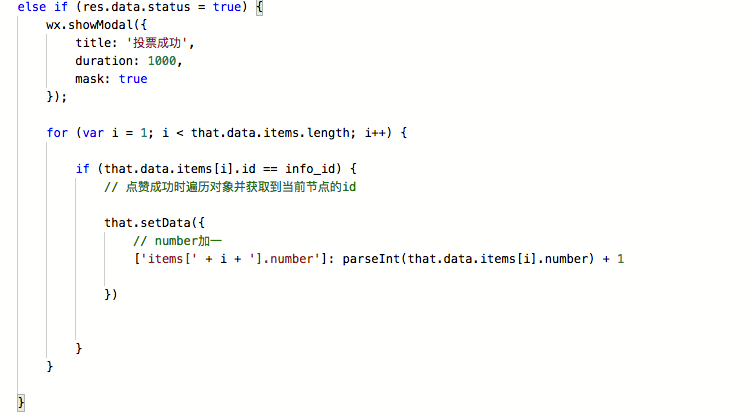 else if (res.data.status = true) {
wx.showModal({
title: '投票成功',
duration: 1000,
mask: true
});
for (var i = 1; i < that.data.items.length; i++) {
if (that.data.items[i].id == info_id) {
// 点赞成功时遍历对象并获取到当前节点的id
that.setData({
// number加一
['items[' + i + '].number']: parseInt(that.data.items[i].number) + 1
})
}
}
}